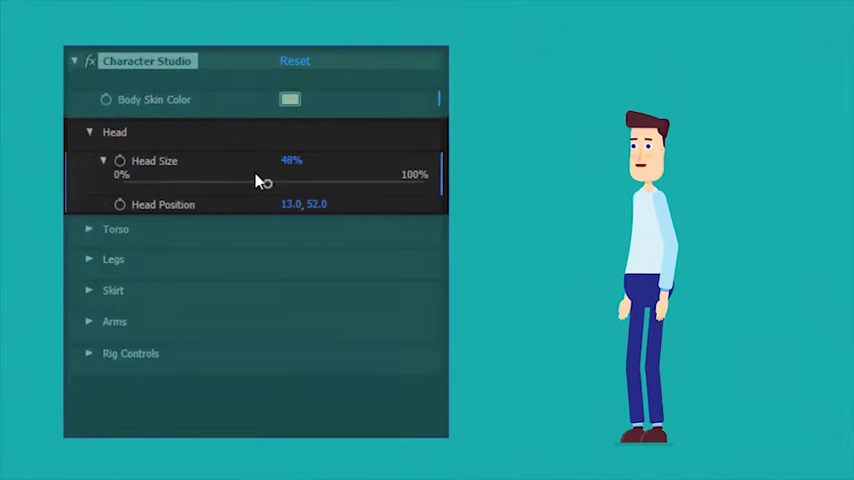 fx Character Studio Reset
Body Skin Color
Head
Head Size 48%
0% 100%
Head Position 13.0, 52.0
Torso
Legs
Skirt
Arms
Rig Controls